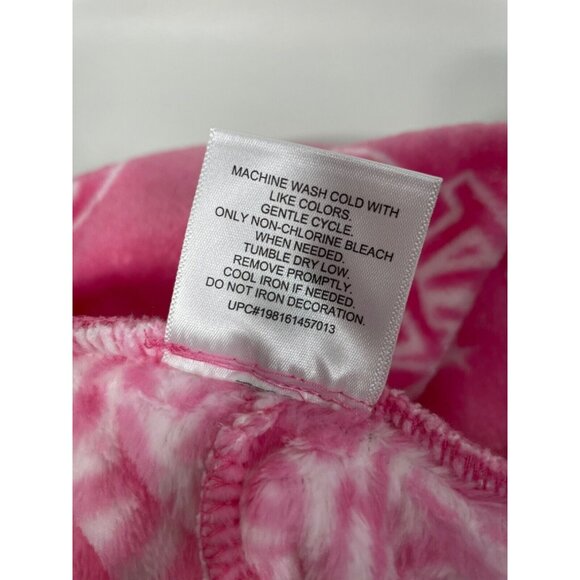 MACHINE WASH COLD WITH
LIKE COLORS.
GENTLE CYCLE.
ONLY NON-CHLORINE BLEACH
WHEN NEEDED.
TUMBLE DRY LOW.
REMOVE PROMPTLY.
COOL IRON IF NEEDED.
DO NOT IRON DECORATION.
UPC#198161457013